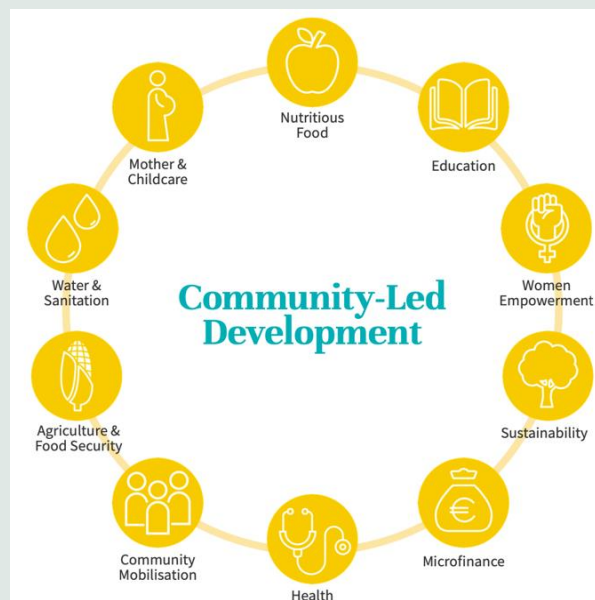 Nutritious
Food
Education
Women
Empowerment
Sustainability
€
Microfinance
Health
Community
Mobilisation
Agriculture &
Food Security
Water &
Sanitation
Mother &
Childcare
Community-Led
Development